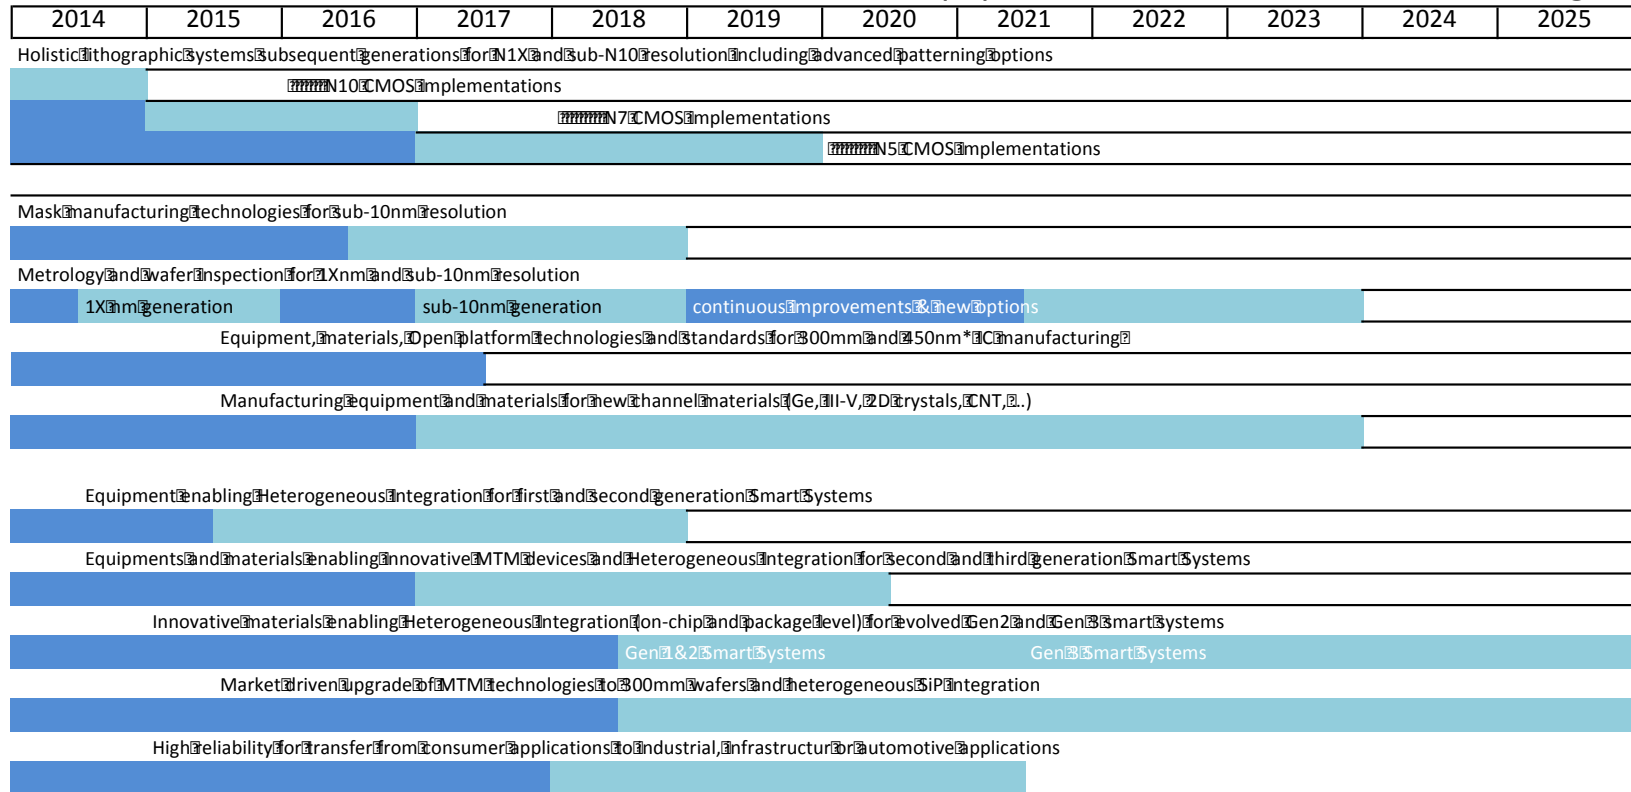 2014 2015 2016 2017 2018 2019 2020 2021 2022 2023 2024 2025
Holistic lithographic systems subsequent generations for N1X and sub-N10 resolution including advanced patterning options
N10 CMOS implementations
N7 CMOS implementations
N5 CMOS implementations
Mask manufacturing technologies for sub-10nm resolution
Metrology and wafer inspection for 1Xnm and sub-10nm resolution
1X nm generation sub-10nm generation continuous improvements & new options
Equipment, materials, Open platform technologies and standards for 300mm and 450nm* IC manufacturing
Manufacturing equipment and materials for new channel materials (Ge, III-V, 2D crystals, CNT, ..)
Equipment enabling Heterogeneous Integration for first and second generation Smart Systems
Equipments and materials enabling innovative MTM devices and Heterogeneous Integration for second and third generation Smart Systems
Innovative materials enabling Heterogeneous Integration (on-chip and package level) for evolved Gen2 and Gen 3 smart systems
Gen 1&2 Smart Systems Gen 3 Smart Systems
Market driven upgrade of MTM technologies to 300mm wafers and heterogeneous SiP integration
High reliability for transfer from consumer applications to industrial, infrastructur or automotive applications